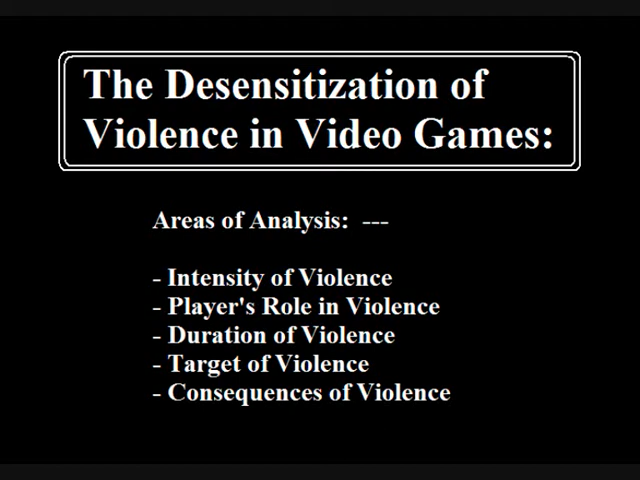 The Desensitization of
Violence in Video Games:
Areas of Analysis:  ---
- Intensity of Violence
- Player's Role in Violence
- Duration of Violence
- Target of Violence
- Consequences of Violence